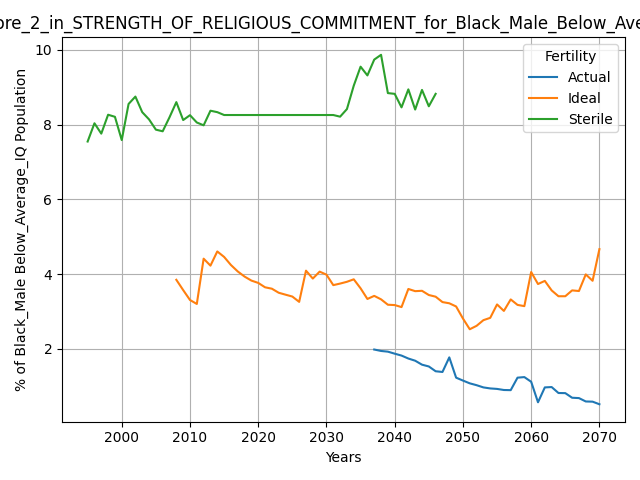 ore_2_in_STRENGTH_OF_RELIGIOUS_COMMITMENT_for_Black_Male_Below_Ave
Fertility
Actual
Ideal
Sterile
% of Black_Male Below_Average_IQ Population
10
8
6
4
2
2000 2010 2020 2030 2040 2050 2060 2070
Years